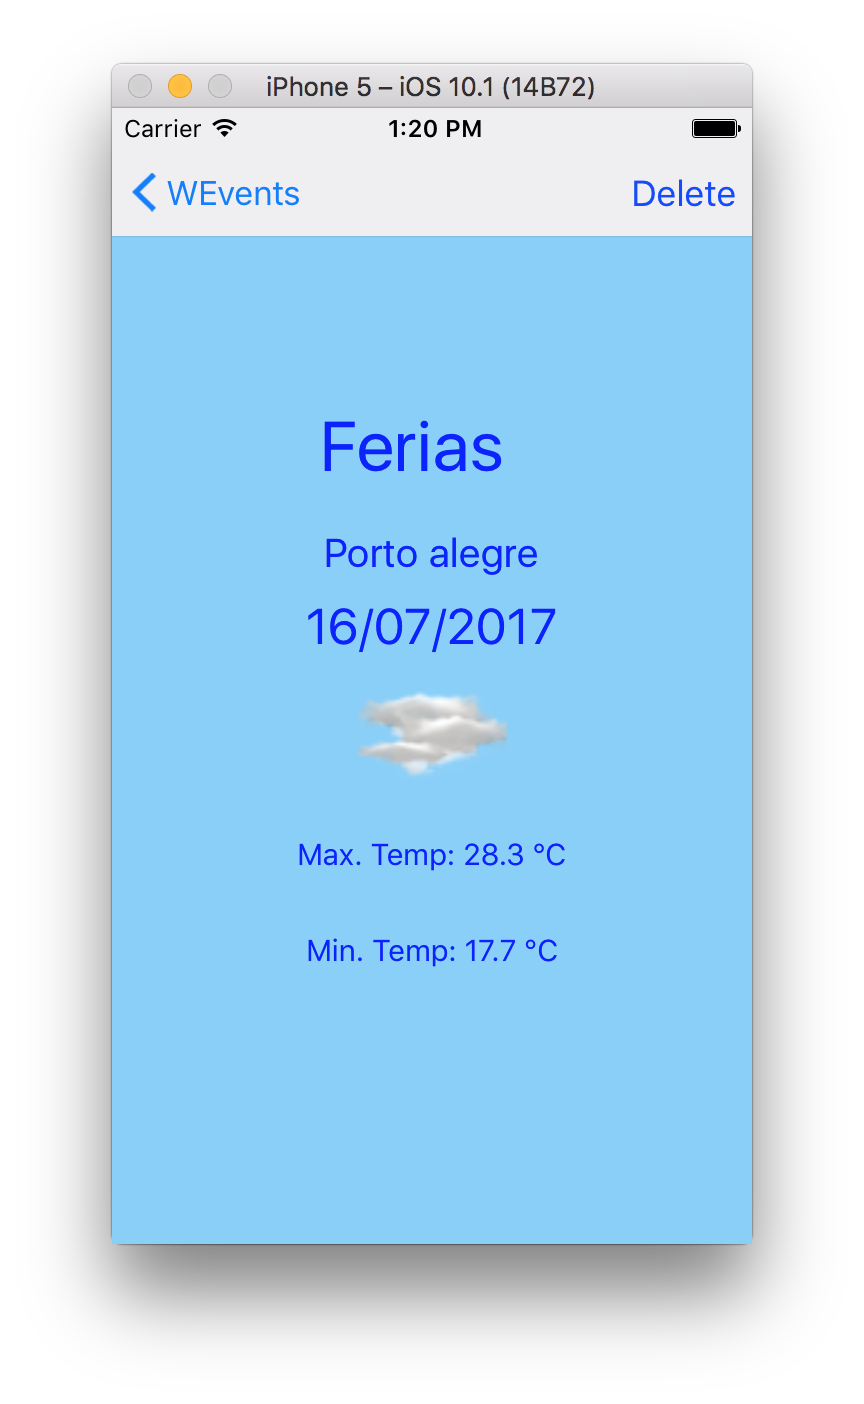 iPhone 5 – iOS 10.1 (14B72)
Carrier 1:20 PM
WEvents Delete
Ferias
Porto alegre
16/07/2017
Max. Temp: 28.3 °C
Min. Temp: 17.7 °C